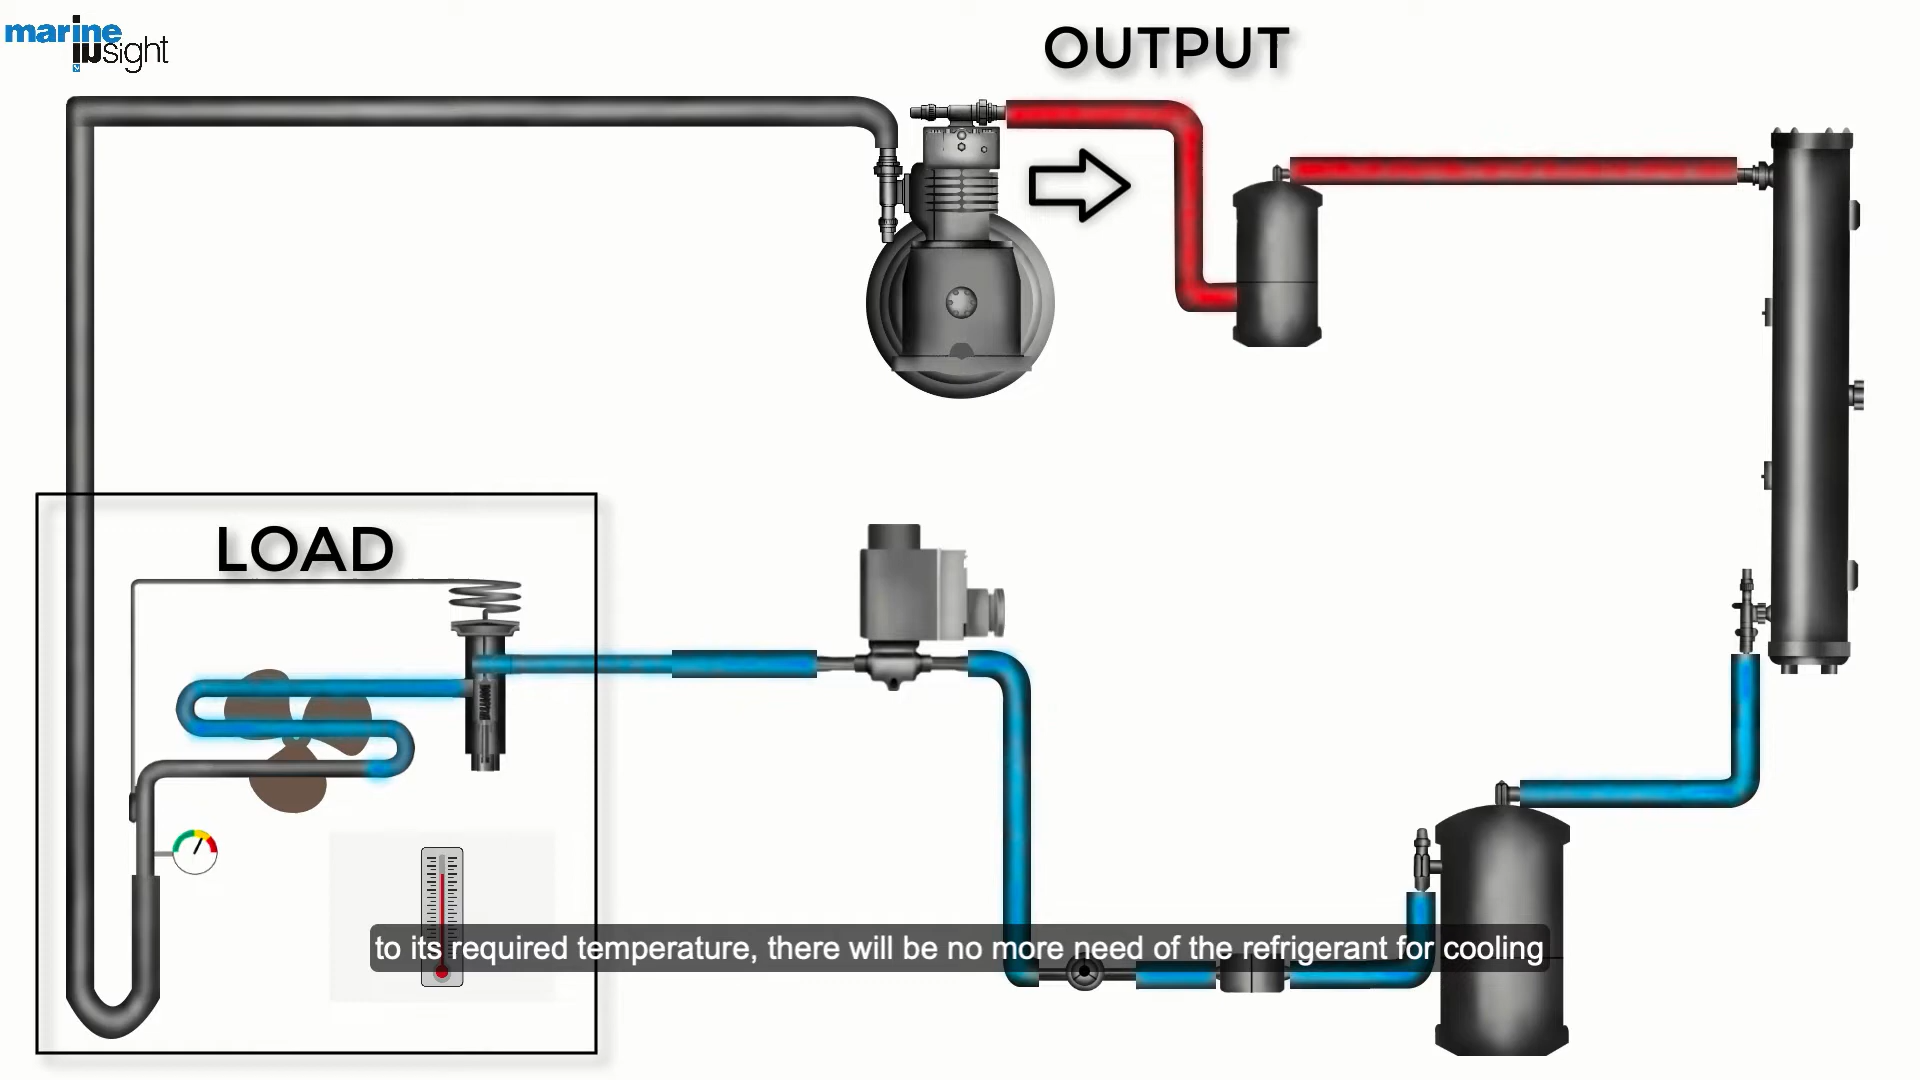 marine
insight
OUTPUT
LOAD
to its required temperature, there will be no more need of the refrigerant for cooling